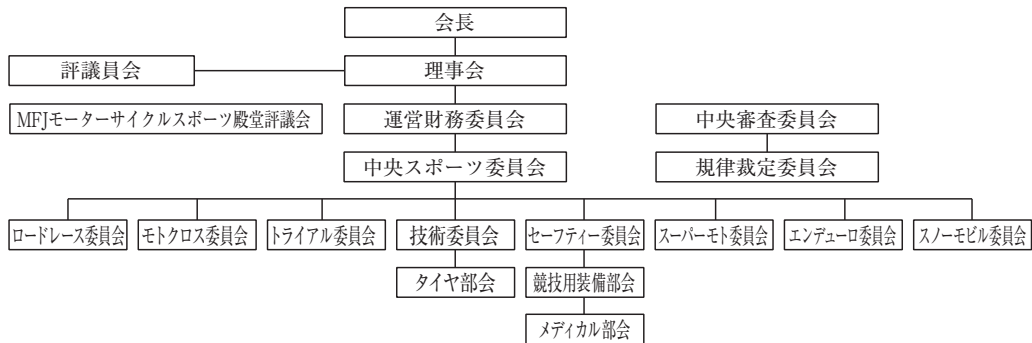 会長
評議員会
理事会
MFJモーターサイクルスポーツ殿堂評議会
運営財務委員会
中央審査委員会
中央スポーツ委員会
規律裁定委員会
ロードレース委員会
モトクロス委員会
トライアル委員会
技術委員会
セーフティー委員会
スーパーモト委員会
エンデューロ委員会
スノーモビル委員会
タイヤ部会
競技用装備部会
メディカル部会